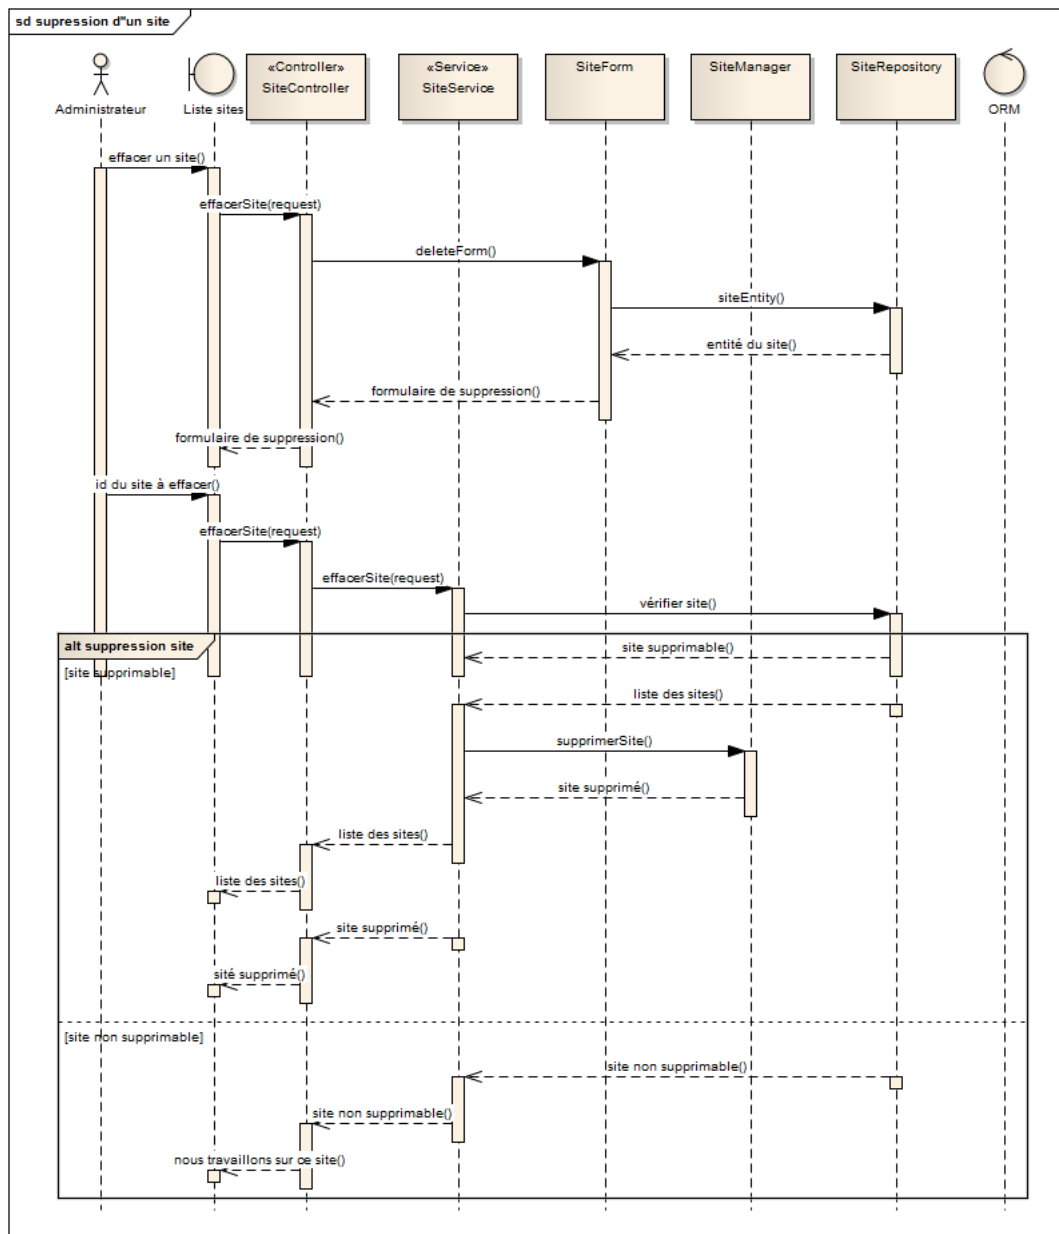 sd supression d"un site
Administrateur
Liste sites
«Controller»
SiteController
«Service»
SiteService
SiteForm
SiteManager
SiteRepository
ORM
effacer un site()
effacerSite(request)
deleteForm()
siteEntity()
entité du site()
formulaire de suppression()
formulaire de suppression()
id du site à effacer()
effacerSite(request)
effacerSite(request)
vérifier site()
alt suppression site
site supprimable()
[site supprimable]
liste des sites()
supprimerSite()
site supprimé()
liste des sites()
liste des sites()
site supprimé()
sité supprimé()
[site non supprimable]
site non supprimable()
site non supprimable()
nous travaillons sur ce site()